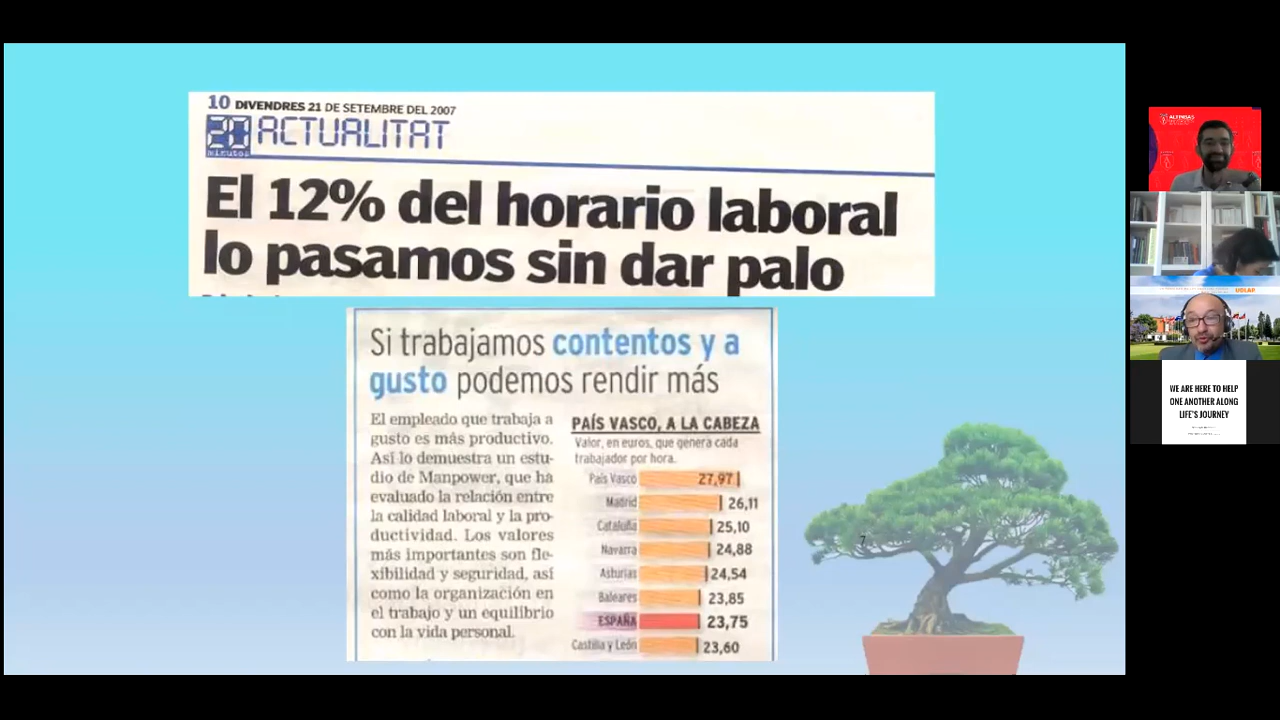 10 DIVENDRES 21 DE SETEMBRE DEL 2007
20 minutos ACTUALITAT
El 12% del horario laboral
lo pasamos sin dar palo
Si trabajamos contentos y a
gusto podemos rendir más
El empleado que trabaja a
gusto es más productivo.
Así lo demuestra un estu-
dio de Manpower, que ha
evaluado la relación entre
la calidad laboral y la pro-
ductividad. Los valores
más importantes son fle-
xibilidad y seguridad, así
como la organización en
el trabajo y un equilibrio
con la vida personal.
PAÍS VASCO, A LA CABEZA
Valor, en euros, que genera cada
trabajador por hora.
País Vasco 27,97
Madrid 26,11
Cataluña 25,10
Navarra 24,88
Asturias 24,54
Baleares 23,85
ESPAÑA 23,75
Castilla y León 23,60
7
UDLAP
WE ARE HERE TO HELP
ONE ANOTHER ALONG
LIFE'S JOURNEY